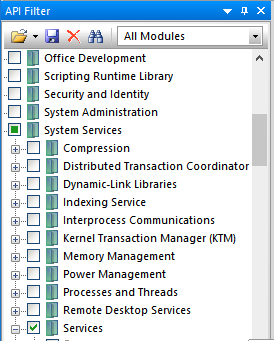 API Filter
All Modules
Office Development
Scripting Runtime Library
Security and Identity
System Administration
System Services
Compression
Distributed Transaction Coordinator
Dynamic-Link Libraries
Indexing Service
Interprocess Communications
Kernel Transaction Manager (KTM)
Memory Management
Power Management
Processes and Threads
Remote Desktop Services
Services